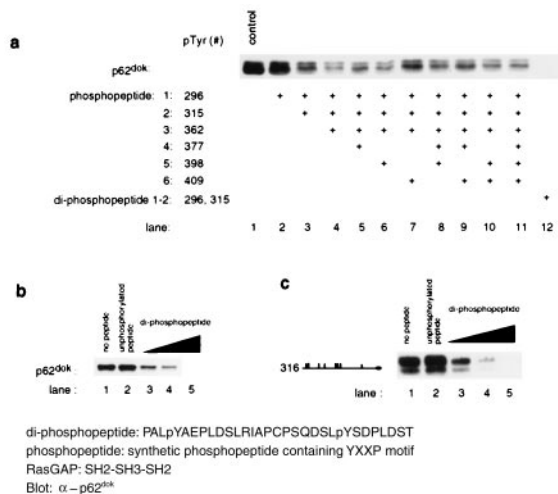 a
pTyr (#)
control
p62dok:
phosphopeptide: 1: 296 + + + + + + + + + +
2: 315 + + + + + + + + +
3: 362 + + + + + + + +
4: 377 + + + +
5: 398 + + + +
6: 409 + + + +
di-phosphopeptide 1-2: 296, 315 +
lane: 1 2 3 4 5 6 7 8 9 10 11 12
b
no peptide
unphosphorylated peptide
di-phosphopeptide
p62dok:
lane: 1 2 3 4 5
c
no peptide
unphosphorylated peptide
di-phosphopeptide
316
lane: 1 2 3 4 5
di-phosphopeptide: PALpYAEPLDSLRIAPCPSQDSLpYSDPLDST
phosphopeptide: synthetic phosphopeptide containing YXXP motif
RasGAP: SH2-SH3-SH2
Blot: α-p62dok